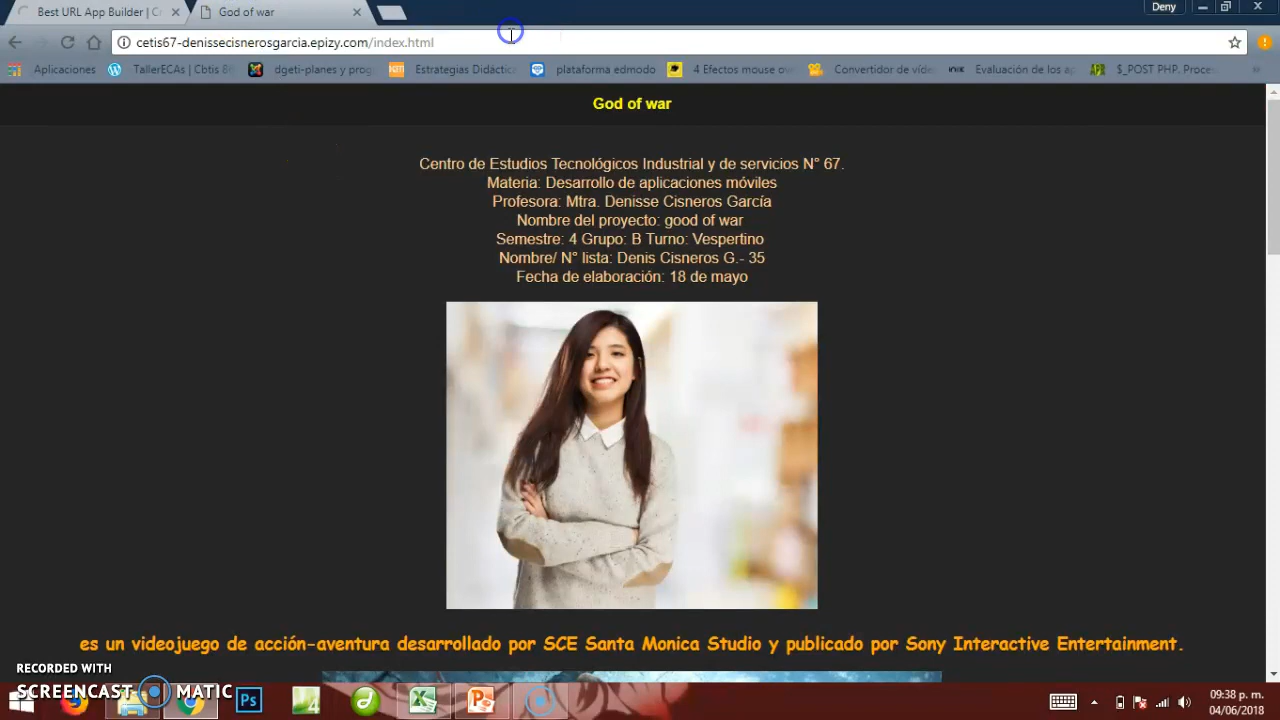 Best URL App Builder | C
God of war
Deny
cetis67-denissecisnerosgarcia.epizy.com/index.html
Aplicaciones
TallerECAs | Cbtis 8
dgeti-planes y prog
Estrategias Didáctic
plataforma edmodo
4 Efectos mouse ov
Convertidor de víde
Evaluación de los ap
$_POST PHP. Proces
God of war
Centro de Estudios Tecnológicos Industrial y de servicios N° 67.
Materia: Desarrollo de aplicaciones móviles
Profesora: Mtra. Denisse Cisneros García
Nombre del proyecto: good of war
Semestre: 4 Grupo: B Turno: Vespertino
Nombre/ N° lista: Denis Cisneros G.- 35
Fecha de elaboración: 18 de mayo
es un videojuego de acción-aventura desarrollado por SCE Santa Monica Studio y publicado por Sony Interactive Entertainment.
RECORDED WITH
SCREENCAST MATIC
Ps
09:38 p. m.
04/06/2018